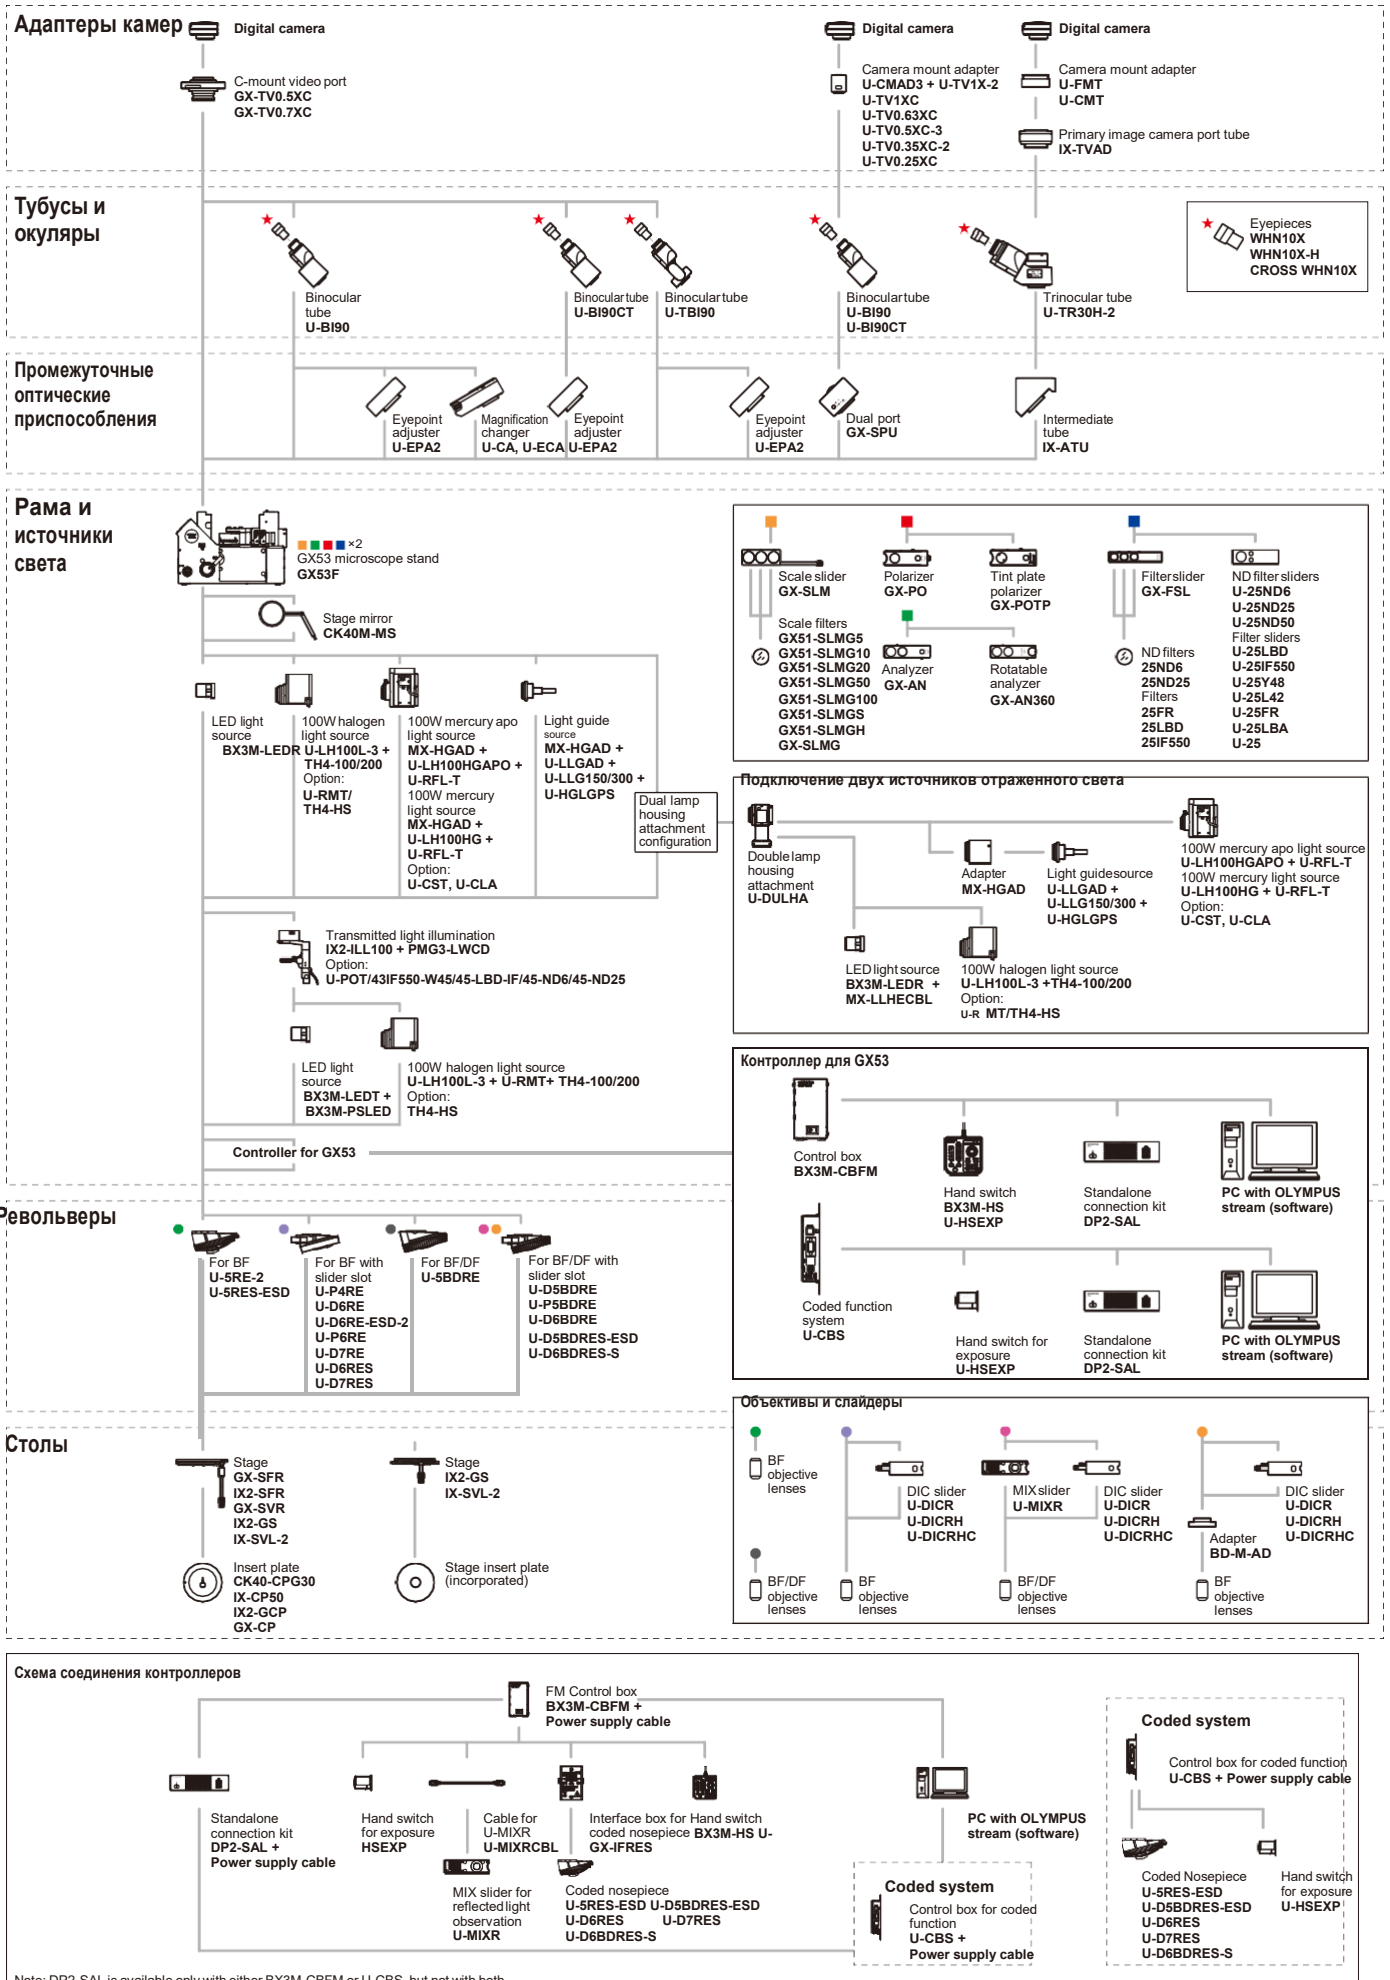 Адаптеры камер
Digital camera
C-mount video port
GX-TV0.5XC
GX-TV0.7XC
Digital camera
Camera mount adapter
U-CMAD3 + U-TV1X-2
U-TV1XC
U-TV0.63XC
U-TV0.5XC-3
U-TV0.35XC-2
U-TV0.25XC
Digital camera
Camera mount adapter
U-FMT
U-CMT
Primary image camera port tube
IX-TVAD
Тубусы и
окуляры
Binocular
tube
U-BI90
Binocular tube
U-BI90CT
Binocular tube
U-TBI90
Binocular tube
U-BI90
U-BI90CT
Trinocular tube
U-TR30H-2
Eyepieces
WHN10X
WHN10X-H
CROSS WHN10X
Промежуточные
оптические
приспособления
Eyepoint
adjuster
U-EPA2
Magnification
changer
U-CA, U-ECA
Eyepoint
adjuster
U-EPA2
Eyepoint
adjuster
U-EPA2
Dual port
GX-SPU
Intermediate
tube
IX-ATU
Рама и
источники
света
×2
GX53 microscope stand
GX53F
Stage mirror
CK40M-MS
LED light
source
BX3M-LEDR
100W halogen
light source
U-LH100L-3 +
TH4-100/200
Option:
U-RMT/
TH4-HS
100W mercury apo
light source
MX-HGAD +
U-LH100HGAPO +
U-RFL-T
100W mercury
light source
MX-HGAD +
U-LH100HG +
U-RFL-T
Option:
U-CST, U-CLA
Light guide
source
MX-HGAD +
U-LLGAD +
U-LLG150/300 +
U-HGLGPS
Dual lamp
housing
attachment
configuration
Transmitted light illumination
IX2-ILL100 + PMG3-LWCD
Option:
U-POT/43IF550-W45/45-LBD-IF/45-ND6/45-ND25
LED light
source
BX3M-LEDT +
BX3M-PSLED
100W halogen light source
U-LH100L-3 + U-RMT+ TH4-100/200
Option:
TH4-HS
Controller for GX53
Scale slider
GX-SLM
Scale filters
GX51-SLMG5
GX51-SLMG10
GX51-SLMG20
GX51-SLMG50
GX51-SLMG100
GX51-SLMGS
GX51-SLMGH
GX-SLMG
Polarizer
GX-PO
Tint plate
polarizer
GX-POTP
Analyzer
GX-AN
Rotatable
analyzer
GX-AN360
Filter slider
GX-FSL
ND filters
25ND6
25ND25
Filters
25FR
25LBD
25IF550
ND filter sliders
U-25ND6
U-25ND25
U-25ND50
Filter sliders
U-25LBD
U-25IF550
U-25Y48
U-25L42
U-25FR
U-25LBA
U-25
Подключение двух источников отраженного света
Double lamp
housing
attachment
U-DULHA
Adapter
MX-HGAD
Light guide source
U-LLGAD +
U-LLG150/300 +
U-HGLGPS
100W mercury apo light source
U-LH100HGAPO + U-RFL-T
100W mercury light source
U-LH100HG + U-RFL-T
Option:
U-CST, U-CLA
LED light source
BX3M-LEDR +
MX-LLHECBL
100W halogen light source
U-LH100L-3 +TH4-100/200
Option:
U-R MT/TH4-HS
Контроллер для GX53
Control box
BX3M-CBFM
Hand switch
BX3M-HS
U-HSEXP
Standalone
connection kit
DP2-SAL
PC with OLYMPUS
stream (software)
Coded function
system
U-CBS
Hand switch for
exposure
U-HSEXP
Standalone
connection kit
DP2-SAL
PC with OLYMPUS
stream (software)
Револьверы
For BF
U-5RE-2
U-5RES-ESD
For BF with
slider slot
U-P4RE
U-D6RE
U-D6RE-ESD-2
U-P6RE
U-D7RE
U-D6RES
U-D7RES
For BF/DF
U-5BDRE
For BF/DF with
slider slot
U-D5BDRE
U-P5BDRE
U-D6BDRE
U-D5BDRES-ESD
U-D6BDRES-S
Столы
Stage
GX-SFR
IX2-SFR
GX-SVR
IX2-GS
IX-SVL-2
Insert plate
CK40-CPG30
IX-CP50
IX2-GCP
GX-CP
Stage
IX2-GS
IX-SVL-2
Stage insert plate
(incorporated)
Объективы и слайдеры
BF
objective
lenses
BF/DF
objective
lenses
DIC slider
U-DICR
U-DICRH
U-DICRHC
BF
objective
lenses
MIX slider
U-MIXR
DIC slider
U-DICR
U-DICRH
U-DICRHC
BF/DF
objective
lenses
DIC slider
U-DICR
U-DICRH
U-DICRHC
Adapter
BD-M-AD
BF
objective
lenses
Схема соединения контроллеров
FM Control box
BX3M-CBFM +
Power supply cable
Standalone
connection kit
DP2-SAL +
Power supply cable
Hand switch
for exposure
HSEXP
Cable for
U-MIXR
U-MIXRCBL
MIX slider for
reflected light
observation
U-MIXR
Interface box for Hand switch
coded nosepiece BX3M-HS U-
GX-IFRES
Coded nosepiece
U-5RES-ESD U-D5BDRES-ESD
U-D6RES U-D7RES
U-D6BDRES-S
PC with OLYMPUS
stream (software)
Coded system
Control box for coded
function
U-CBS +
Power supply cable
Coded system
Control box for coded function
U-CBS + Power supply cable
Coded Nosepiece
U-5RES-ESD
U-D5BDRES-ESD
U-D6RES
U-D7RES
U-D6BDRES-S
Hand switch
for exposure
U-HSEXP
Note: DP2-SAL is available only with either BX3M-CBFM or U-CBS, but not with both.